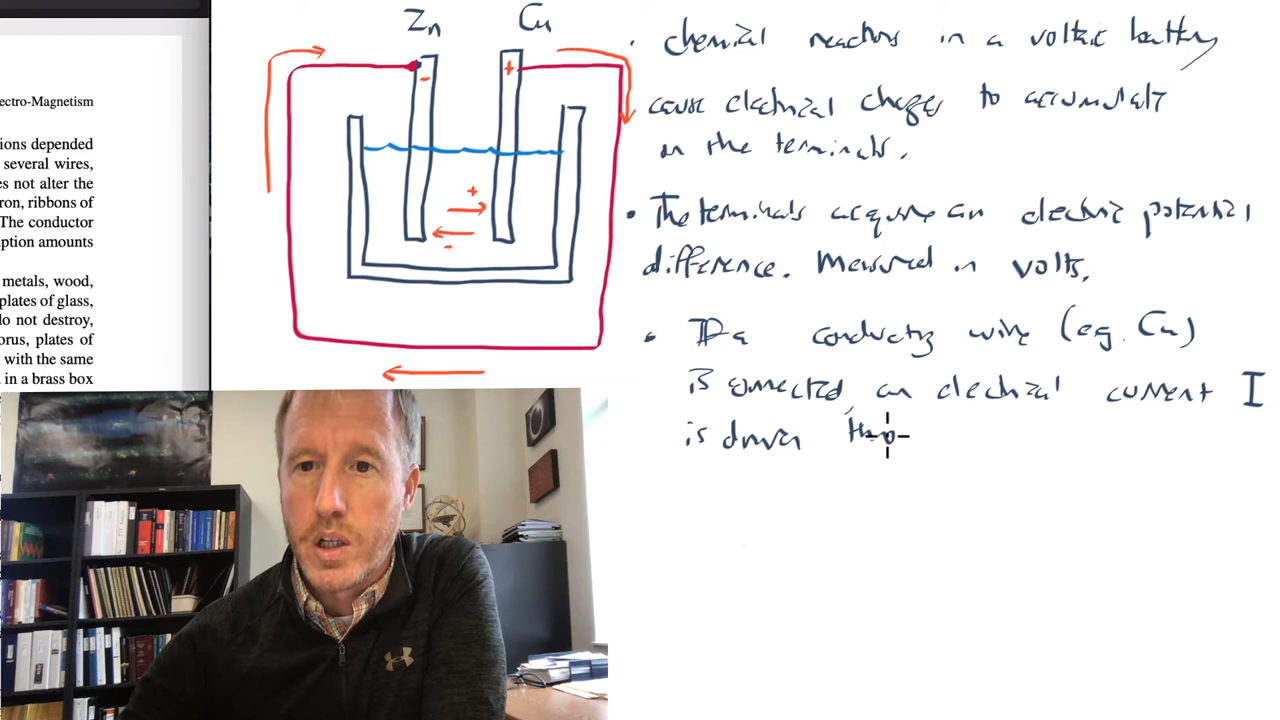 ectro-Magnetism
ions depended
several wires,
es not alter the
ron, ribbons of
The conductor
ption amounts
metals, wood,
plates of glass,
do not destroy,
orus, plates of
with the same
in a brass box
Zn
Cu
-
+
+
-
• chemical reactions in a voltaic battery
cause electrical charges to accumulate
on the terminals.
• The terminals acquire an electric potential
difference. Measured in volts.
• If a conducting wire (eg. Cu)
is connected, an electrical current I
is driven thro